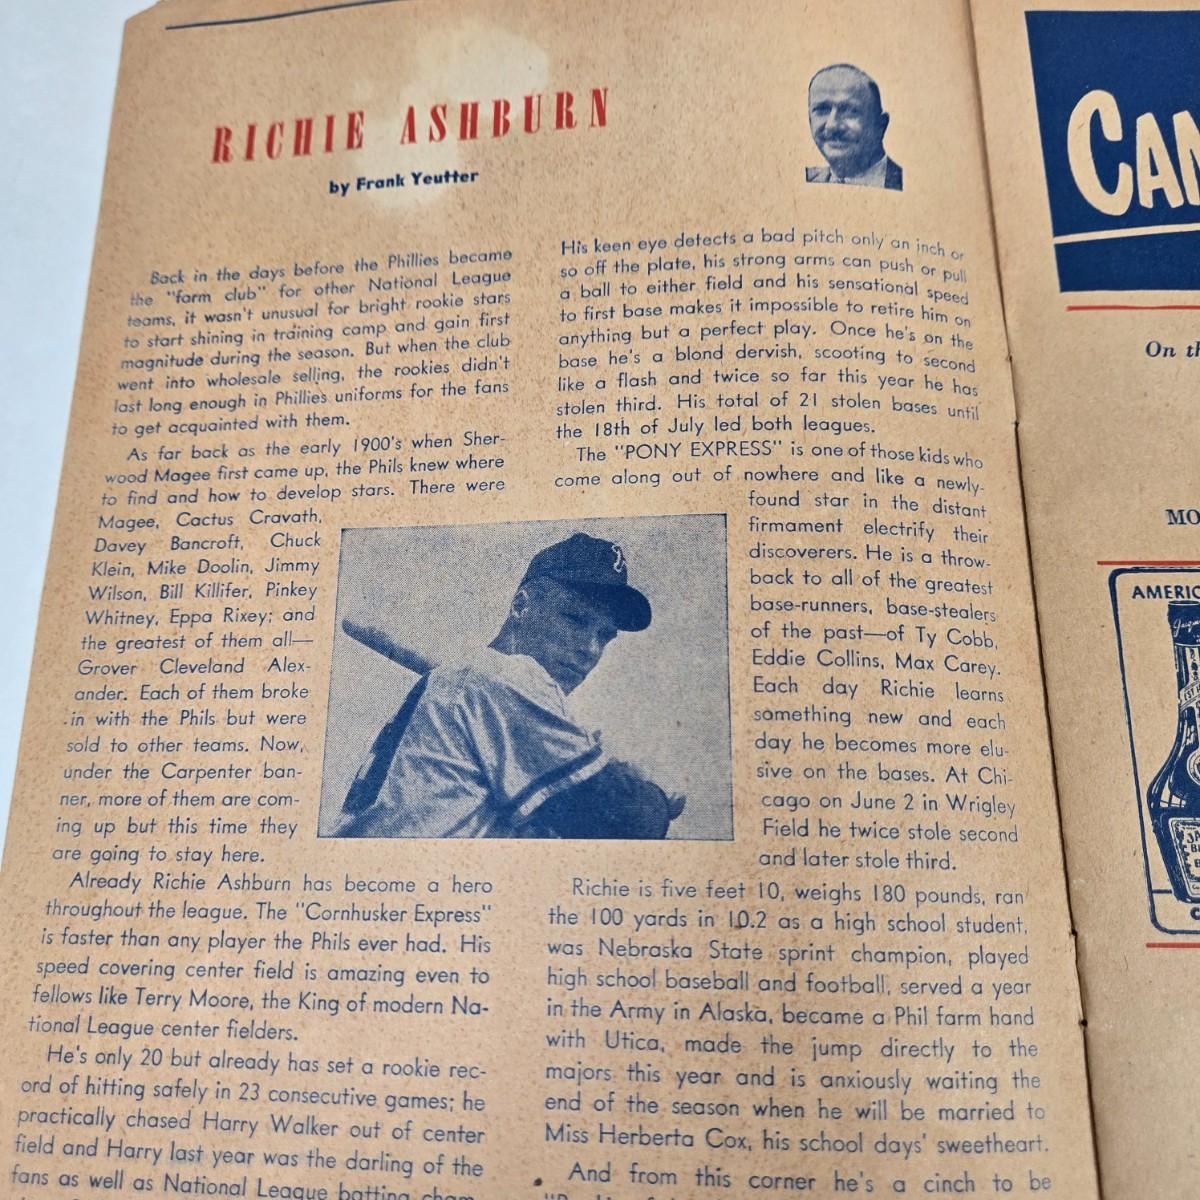 RICHIE ASHBURN
by Frank Yeutter
Back in the days before the Phillies became
the "farm club" for other National League
teams, it wasn't unusual for bright rookie stars
to start shining in training camp and gain first
magnitude during the season. But when the club
went into wholesale selling, the rookies didn't
last long enough in Phillies uniforms for the fans
to get acquainted with them.
As far back as the early 1900's when Sher-
wood Magee first came up, the Phils knew where
to find and how to develop stars. There were
Magee, Cactus Cravath,
Davey Bancroft, Chuck
Klein, Mike Doolin, Jimmy
Wilson, Bill Killifer, Pinkey
Whitney, Eppa Rixey; and
the greatest of them all—
Grover Cleveland Alex-
ander. Each of them broke
in with the Phils but were
sold to other teams. Now,
under the Carpenter ban-
ner, more of them are com-
ing up but this time they
are going to stay here.
Already Richie Ashburn has become a hero
throughout the league. The "Cornhusker Express"
is faster than any player the Phils ever had. His
speed covering center field is amazing even to
fellows like Terry Moore, the King of modern Na-
tional League center fielders.
He's only 20 but already has set a rookie rec-
ord of hitting safely in 23 consecutive games; he
practically chased Harry Walker out of center
field and Harry last year was the darling of the
fans as well as National League batting cham-
His keen eye detects a bad pitch only an inch or
so off the plate, his strong arms can push or pull
a ball to either field and his sensational speed
to first base makes it impossible to retire him on
anything but a perfect play. Once he's on the
base he's a blond dervish, scooting to second
like a flash and twice so far this year he has
stolen third. His total of 21 stolen bases until
the 18th of July led both leagues.
The "PONY EXPRESS" is one of those kids who
come along out of nowhere and like a newly-
found star in the distant
firmament electrify their
discoverers. He is a throw-
back to all of the greatest
base-runners, base-stealers
of the past—of Ty Cobb,
Eddie Collins, Max Carey.
Each day Richie learns
something new and each
day he becomes more elu-
sive on the bases. At Chi-
cago on June 2 in Wrigley
Field he twice stole second
and later stole third.
Richie is five feet 10, weighs 180 pounds, ran
the 100 yards in 10.2 as a high school student,
was Nebraska State sprint champion, played
high school baseball and football, served a year
in the Army in Alaska, became a Phil farm hand
with Utica, made the jump directly to the
majors this year and is anxiously waiting the
end of the season when he will be married to
Miss Herberta Cox, his school days' sweetheart.
And from this corner he's a cinch to be
CAN
On th
MO
AMERIC